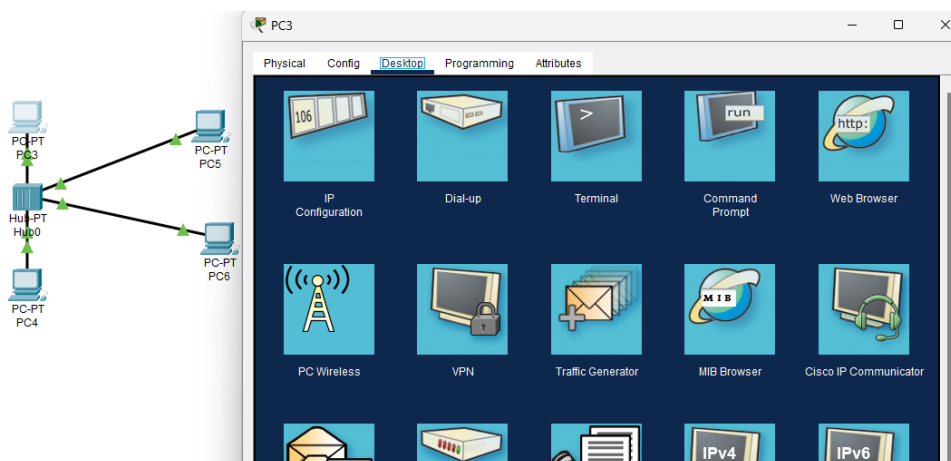 PC3
Physical Config Desktop Programming Attributes
106
>
run
http:
IP
Configuration
Dial-up
Terminal
Command
Prompt
Web Browser
MIB
PC Wireless
VPN
Traffic Generator
MIB Browser
Cisco IP Communicator
IPv4
IPv6
PC-PT
PC3
PC-PT
PC5
Hub-PT
Hub0
PC-PT
PC6
PC-PT
PC4